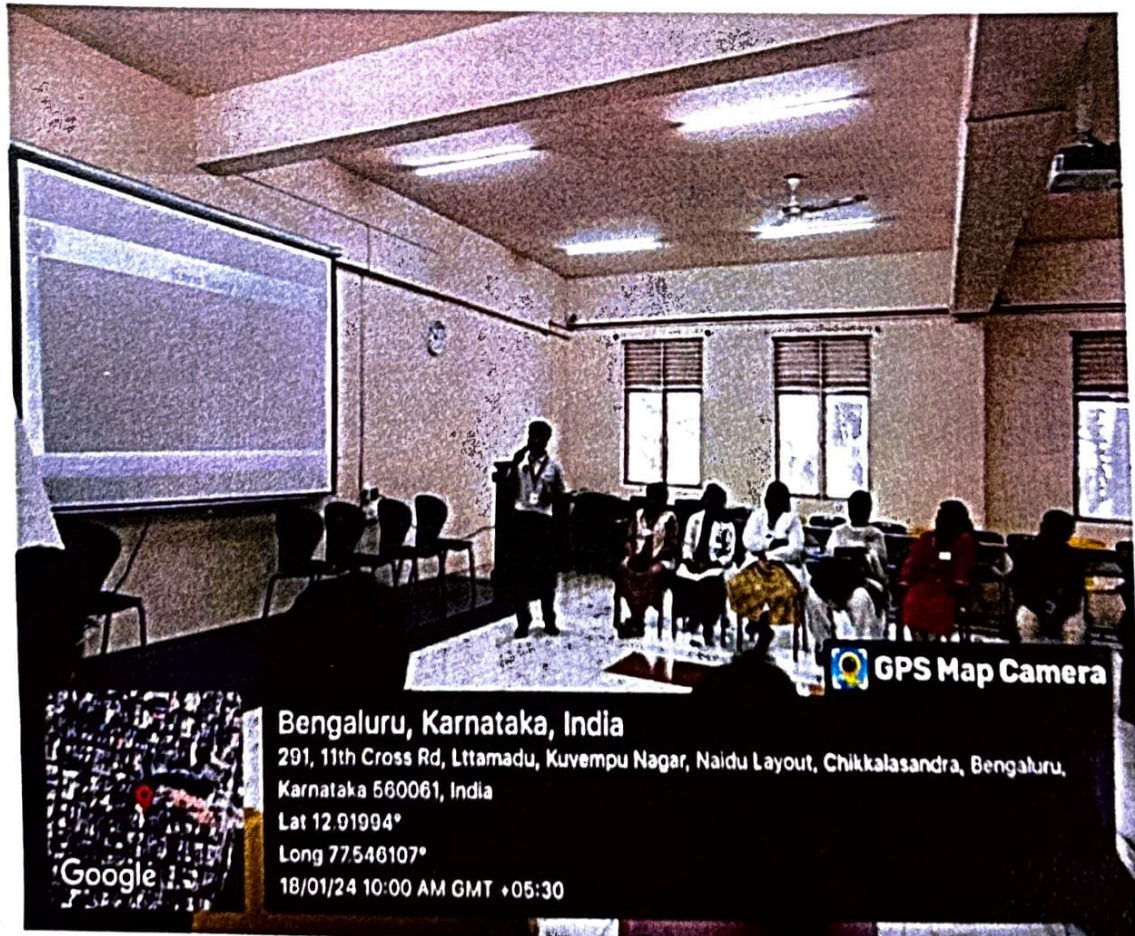 GPS Map Camera
Bengaluru, Karnataka, India
291, 11th Cross Rd, Lttamadu, Kuvempu Nagar, Naidu Layout, Chikkalasandra, Bengaluru,
Karnataka 560061, India
Lat 12.91994°
Long 77.546107°
18/01/24 10:00 AM GMT +05:30
Google